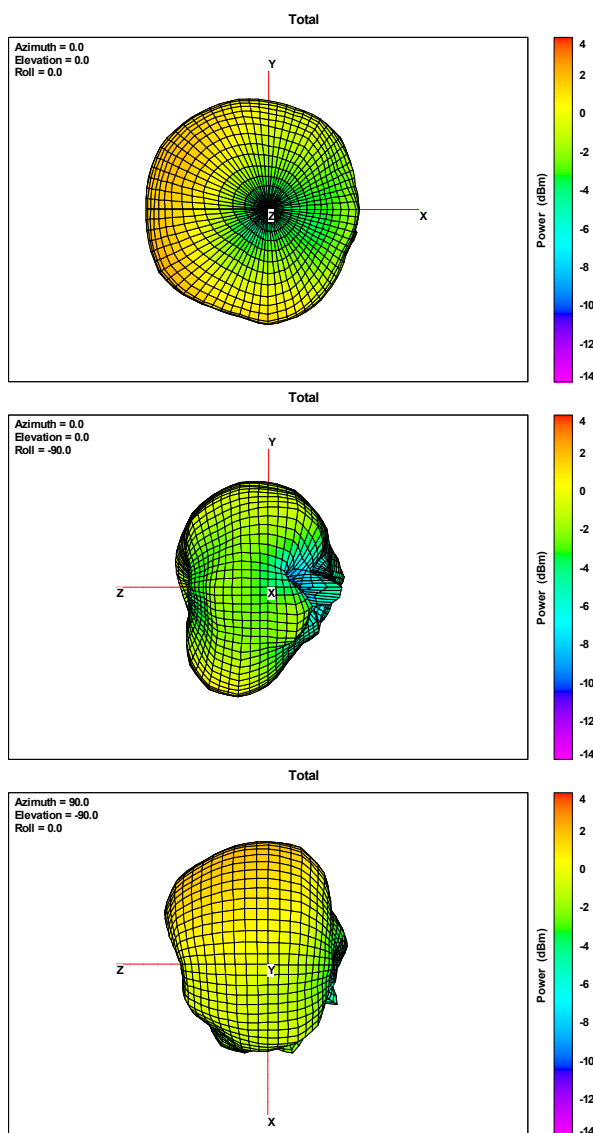 Total
Azimuth = 0.0
Elevation = 0.0
Roll = 0.0
Y
Z
X
4
2
0
-2
-4
-6
-8
-10
-12
-14
Power (dBm)
Total
Azimuth = 0.0
Elevation = 0.0
Roll = -90.0
Y
Z
X
4
2
0
-2
-4
-6
-8
-10
-12
-14
Power (dBm)
Total
Azimuth = 90.0
Elevation = -90.0
Roll = 0.0
Z
Y
X
4
2
0
-2
-4
-6
-8
-10
-12
-14
Power (dBm)